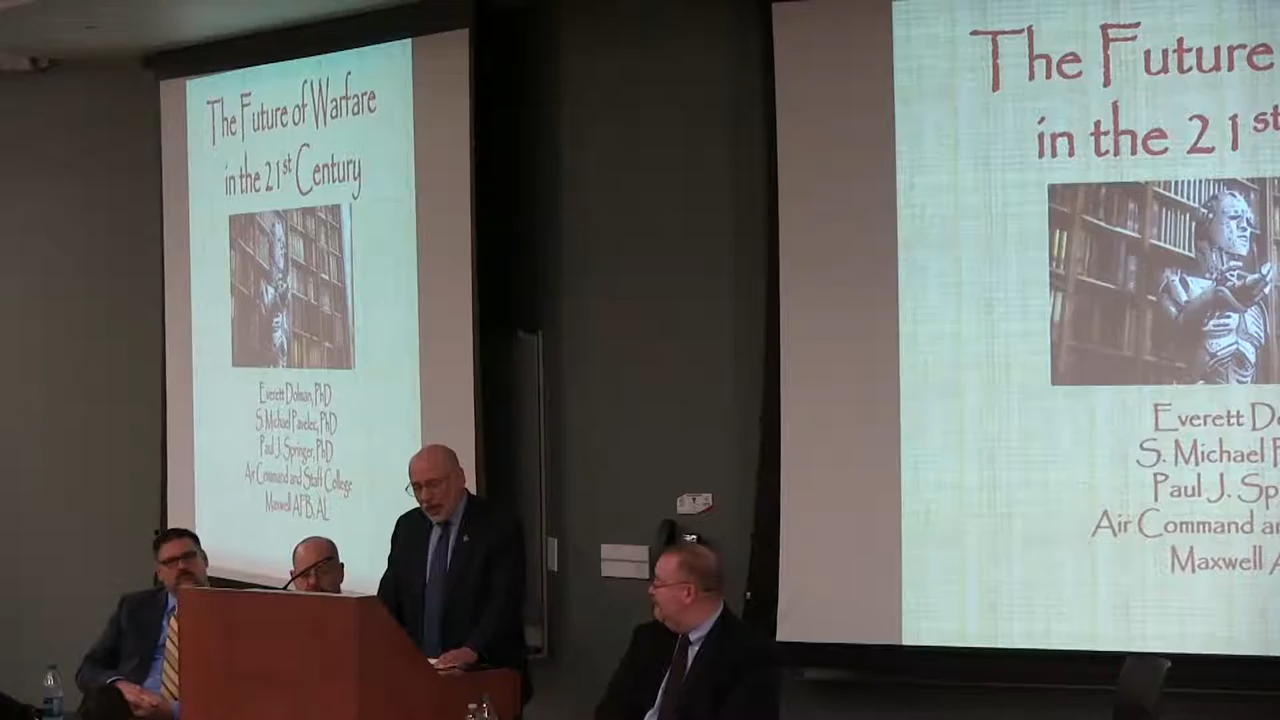 The Future of Warfare
in the 21st Century
Everett Dolman, PhD
S. Michael Pavelec, PhD
Paul J. Springer, PhD
Air Command and Staff College
Maxwell AFB, AL
The Future
in the 21st
Everett Do
S. Michael P
Paul J. Sp
Air Command an
Maxwell A